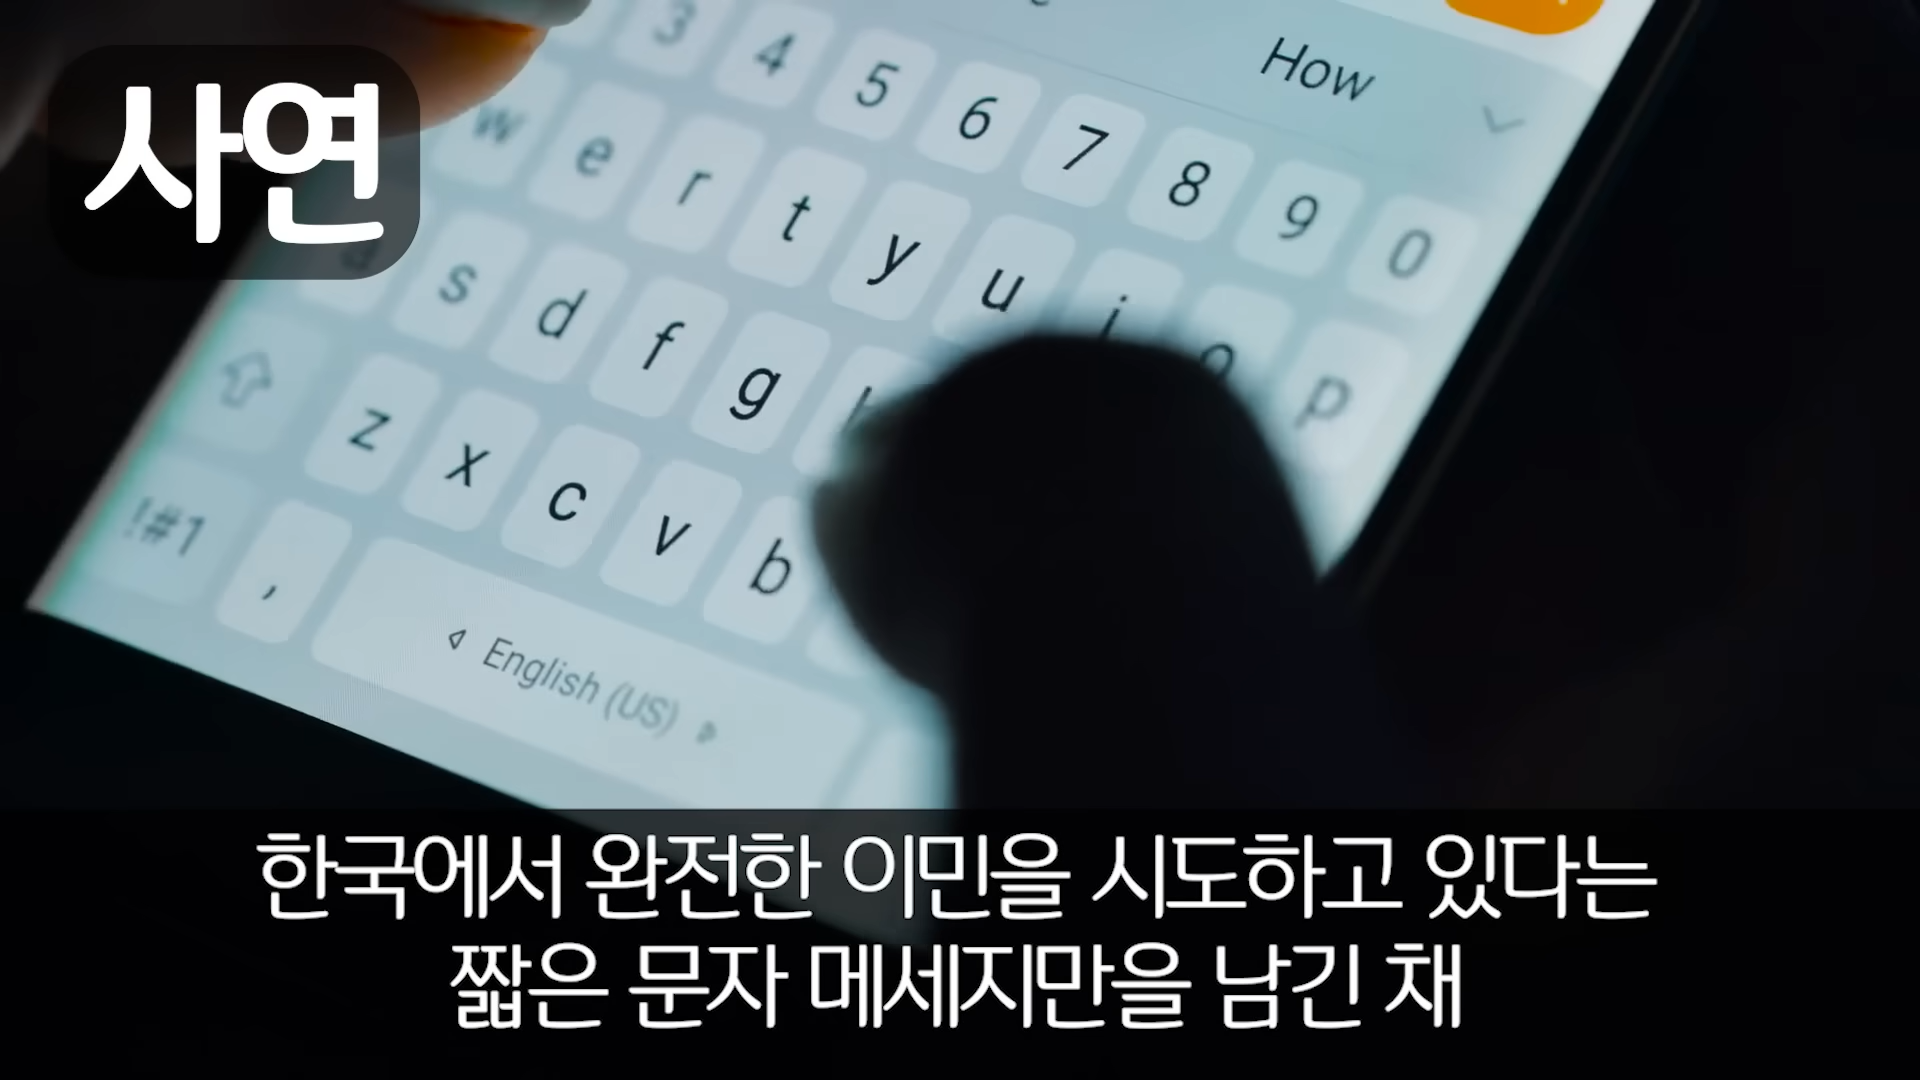 사연
How
3 4 5 6 7 8 9 0
w e r t y u i o p
a s d f g
z x c v b
!#1 , English (US)
한국에서 완전한 이민을 시도하고 있다는
짧은 문자 메세지만을 남긴 채